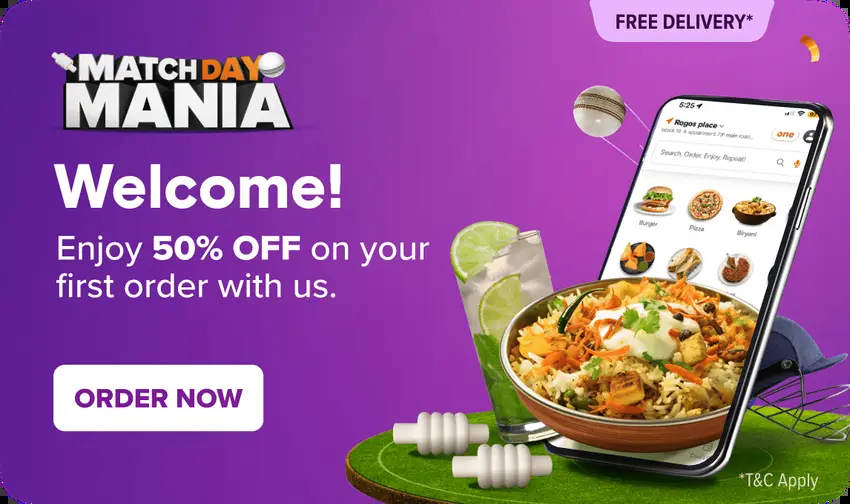 FREE DELIVERY*
MATCH DAY
MANIA
Welcome!
Enjoy 50% OFF on your
first order with us.
ORDER NOW
5:25
Rogos place
one
Search, Order, Enjoy, Repeat!
Burger
Pizza
Biryani
*T&C Apply